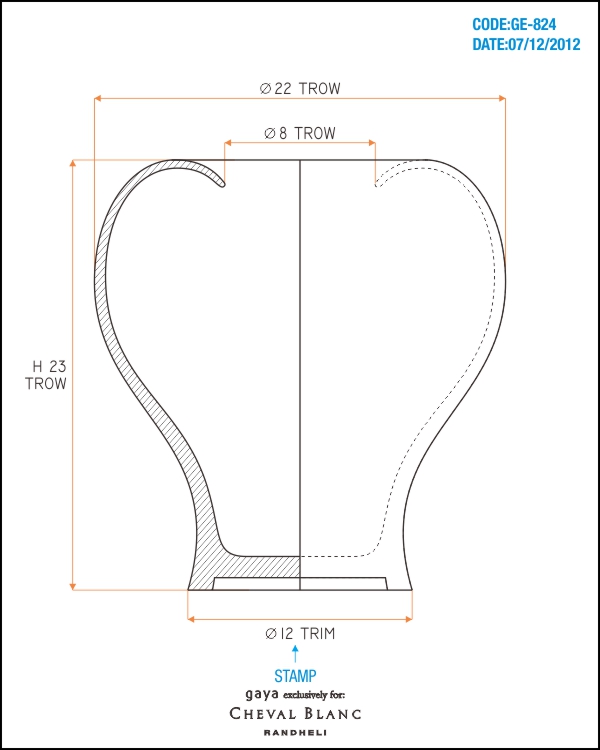 CODE:GE-824
DATE:07/12/2012
Ø 22 TROW
Ø 8 TROW
H 23
TROW
Ø 12 TRIM
STAMP
gaya exclusively for:
CHEVAL BLANC
RANDHELI